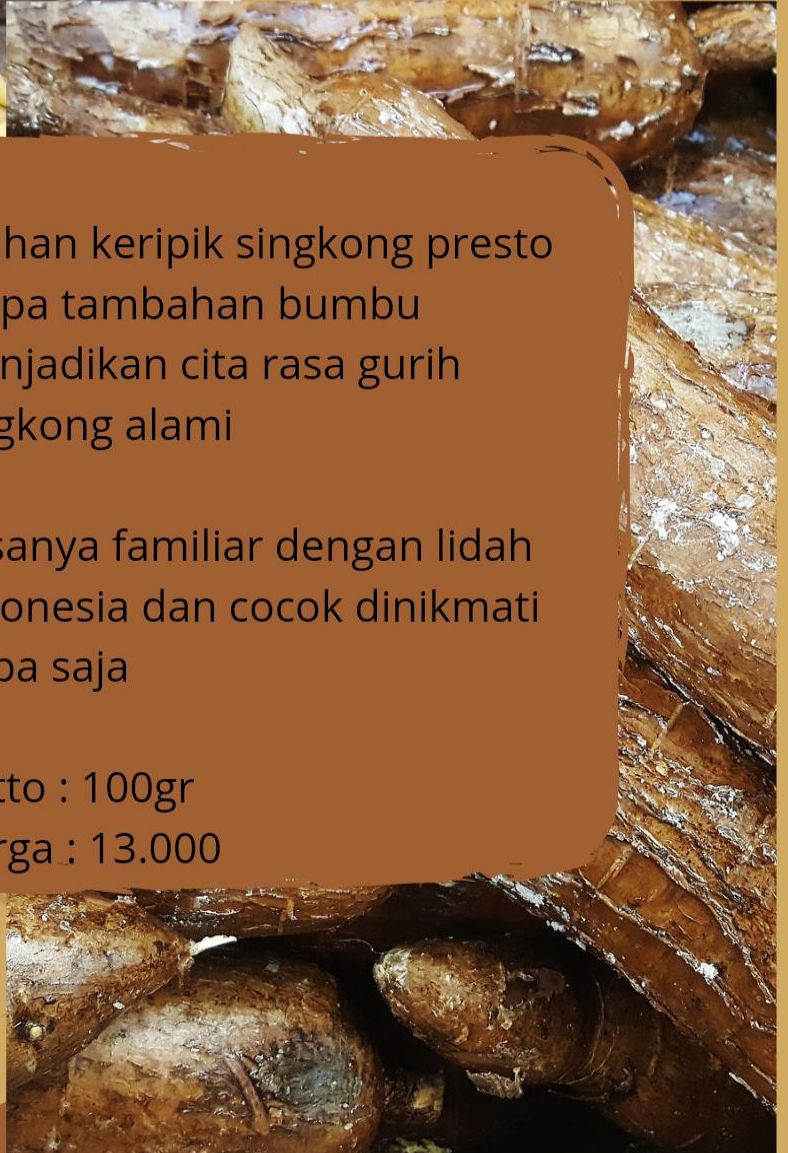 han keripik singkong presto
pa tambahan bumbu
njadikan cita rasa gurih
gkong alami
sanya familiar dengan lidah
onesia dan cocok dinikmati
pa saja
tto : 100gr
rga : 13.000